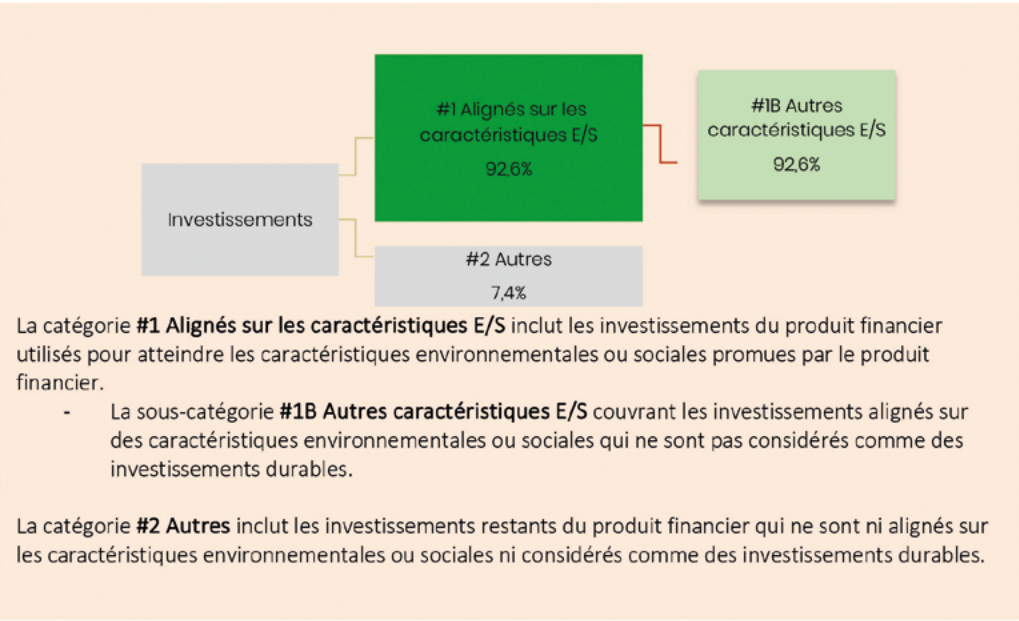 #1 Alignés sur les
caractéristiques E/S
92,6%
#1B Autres
caractéristiques E/S
92,6%
Investissements
#2 Autres
7,4%
La catégorie #1 Alignés sur les caractéristiques E/S inclut les investissements du produit financier
utilisés pour atteindre les caractéristiques environnementales ou sociales promues par le produit
financier.
- La sous-catégorie #1B Autres caractéristiques E/S couvrant les investissements alignés sur
des caractéristiques environnementales ou sociales qui ne sont pas considérés comme des
investissements durables.
La catégorie #2 Autres inclut les investissements restants du produit financier qui ne sont ni alignés sur
les caractéristiques environnementales ou sociales ni considérés comme des investissements durables.